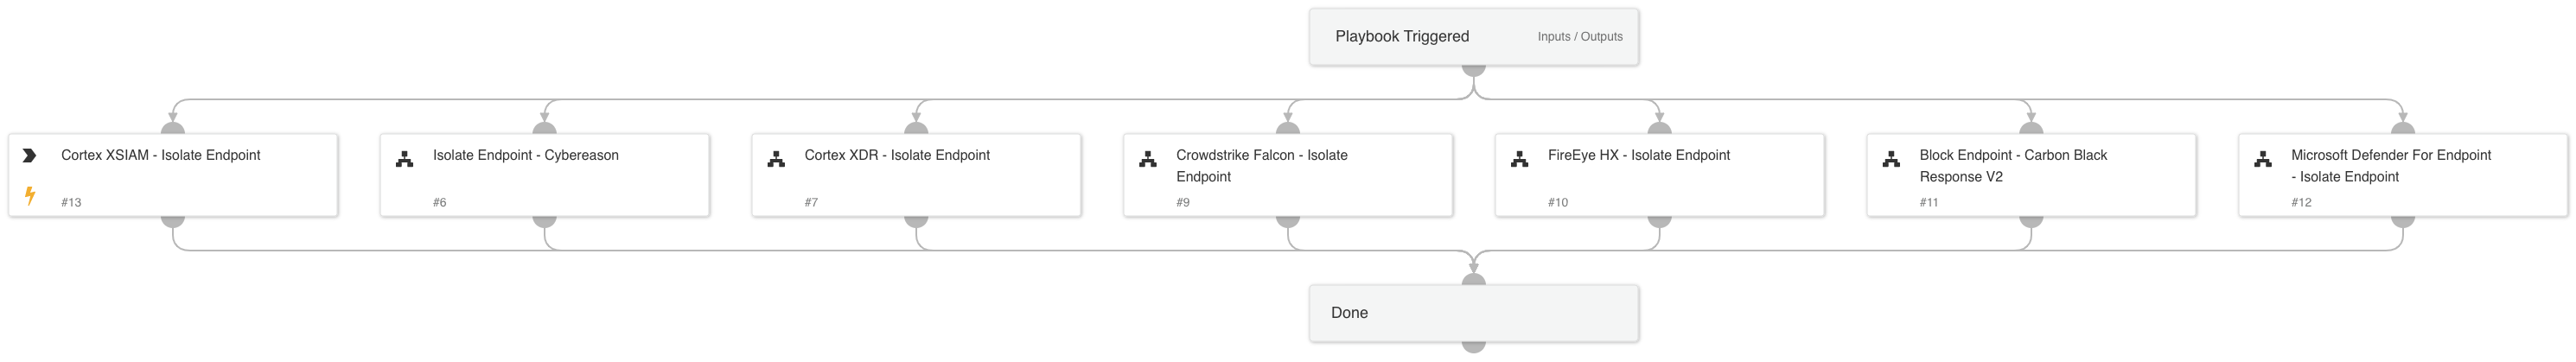 Playbook Triggered
Inputs / Outputs
Cortex XSIAM - Isolate Endpoint
#13
Isolate Endpoint - Cybereason
#6
Cortex XDR - Isolate Endpoint
#7
Crowdstrike Falcon - Isolate
Endpoint
#9
FireEye HX - Isolate Endpoint
#10
Block Endpoint - Carbon Black
Response V2
#11
Microsoft Defender For Endpoint
- Isolate Endpoint
#12
Done